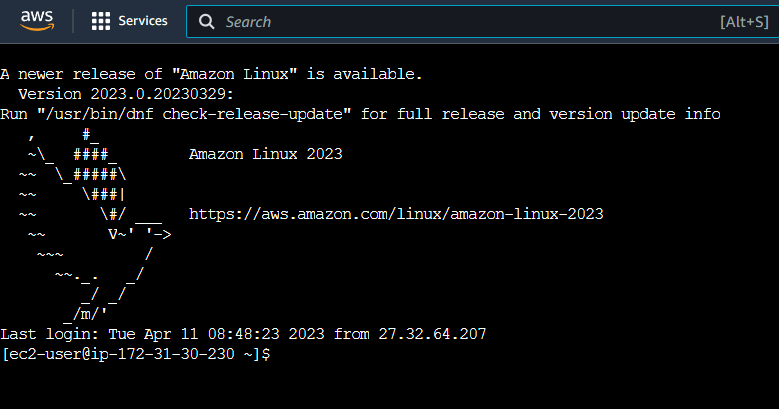 aws Services Search [Alt+S]
A newer release of "Amazon Linux" is available.
  Version 2023.0.20230329:
Run "/usr/bin/dnf check-release-update" for full release and version update info
   ,     #_
   ~\_  ####_        Amazon Linux 2023
  ~~  \_#####\
  ~~     \###|
  ~~       \#/ ___   https://aws.amazon.com/linux/amazon-linux-2023
   ~~       V~' '->
    ~~~         /
      ~~._.   _/
         _/ _/
       _/m/'
Last login: Tue Apr 11 08:48:23 2023 from 27.32.64.207
[ec2-user@ip-172-31-30-230 ~]$